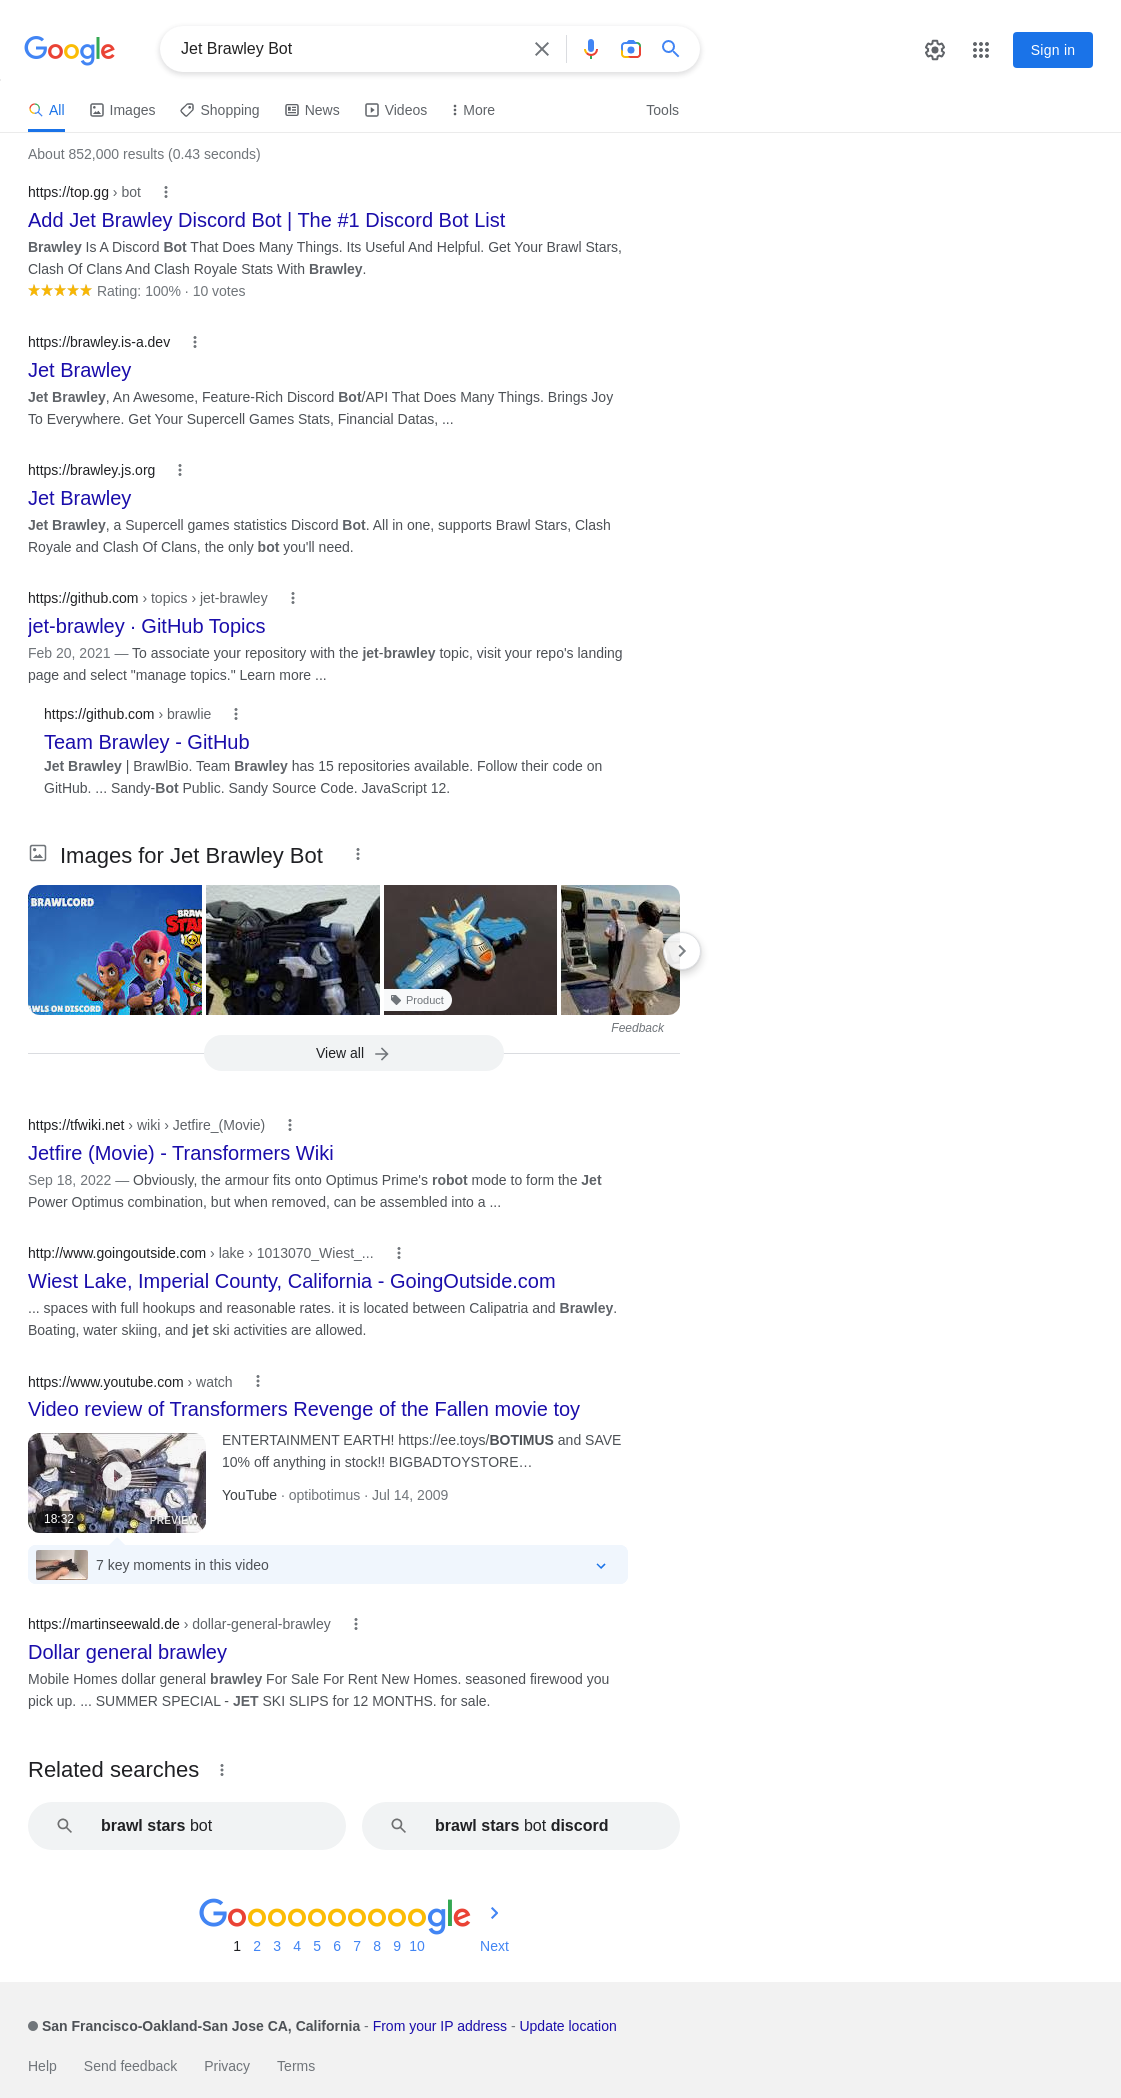 Google
Jet Brawley Bot
Sign in
All Images Shopping News Videos More Tools
About 852,000 results (0.43 seconds)
https://top.gg › bot
Add Jet Brawley Discord Bot | The #1 Discord Bot List
Brawley Is A Discord Bot That Does Many Things. Its Useful And Helpful. Get Your Brawl Stars,
Clash Of Clans And Clash Royale Stats With Brawley.
Rating: 100% · 10 votes
https://brawley.is-a.dev
Jet Brawley
Jet Brawley, An Awesome, Feature-Rich Discord Bot/API That Does Many Things. Brings Joy
To Everywhere. Get Your Supercell Games Stats, Financial Datas, ...
https://brawley.js.org
Jet Brawley
Jet Brawley, a Supercell games statistics Discord Bot. All in one, supports Brawl Stars, Clash
Royale and Clash Of Clans, the only bot you'll need.
https://github.com › topics › jet-brawley
jet-brawley · GitHub Topics
Feb 20, 2021 — To associate your repository with the jet-brawley topic, visit your repo's landing
page and select "manage topics." Learn more ...
https://github.com › brawlie
Team Brawley - GitHub
Jet Brawley | BrawlBio. Team Brawley has 15 repositories available. Follow their code on
GitHub. ... Sandy-Bot Public. Sandy Source Code. JavaScript 12.
Images for Jet Brawley Bot
BRAWLCORD
BRAW
STA
AWLS ON DISCORD
Product
Feedback
View all
https://tfwiki.net › wiki › Jetfire_(Movie)
Jetfire (Movie) - Transformers Wiki
Sep 18, 2022 — Obviously, the armour fits onto Optimus Prime's robot mode to form the Jet
Power Optimus combination, but when removed, can be assembled into a ...
http://www.goingoutside.com › lake › 1013070_Wiest_...
Wiest Lake, Imperial County, California - GoingOutside.com
... spaces with full hookups and reasonable rates. it is located between Calipatria and Brawley.
Boating, water skiing, and jet ski activities are allowed.
https://www.youtube.com › watch
Video review of Transformers Revenge of the Fallen movie toy
ENTERTAINMENT EARTH! https://ee.toys/BOTIMUS and SAVE
10% off anything in stock!! BIGBADTOYSTORE…
YouTube · optibotimus · Jul 14, 2009
18:32
PREVIEW
7 key moments in this video
https://martinseewald.de › dollar-general-brawley
Dollar general brawley
Mobile Homes dollar general brawley For Sale For Rent New Homes. seasoned firewood you
pick up. ... SUMMER SPECIAL - JET SKI SLIPS for 12 MONTHS. for sale.
Related searches
brawl stars bot
brawl stars bot discord
Goooooooooogle
1 2 3 4 5 6 7 8 9 10 Next
San Francisco-Oakland-San Jose CA, California - From your IP address - Update location
Help Send feedback Privacy Terms